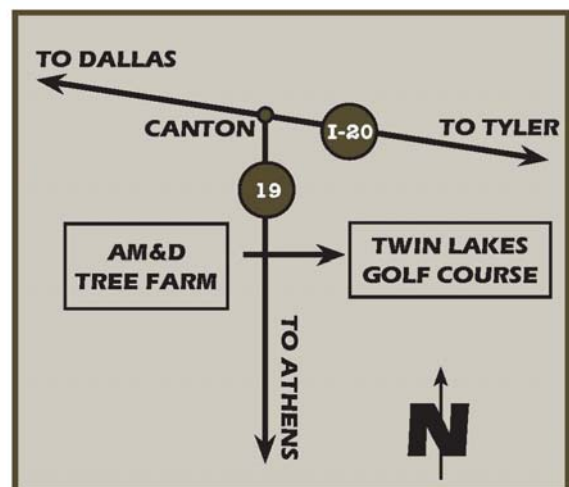 TO DALLAS
CANTON
I-20
TO TYLER
19
AM&D
TREE FARM
TWIN LAKES
GOLF COURSE
TO ATHENS
N